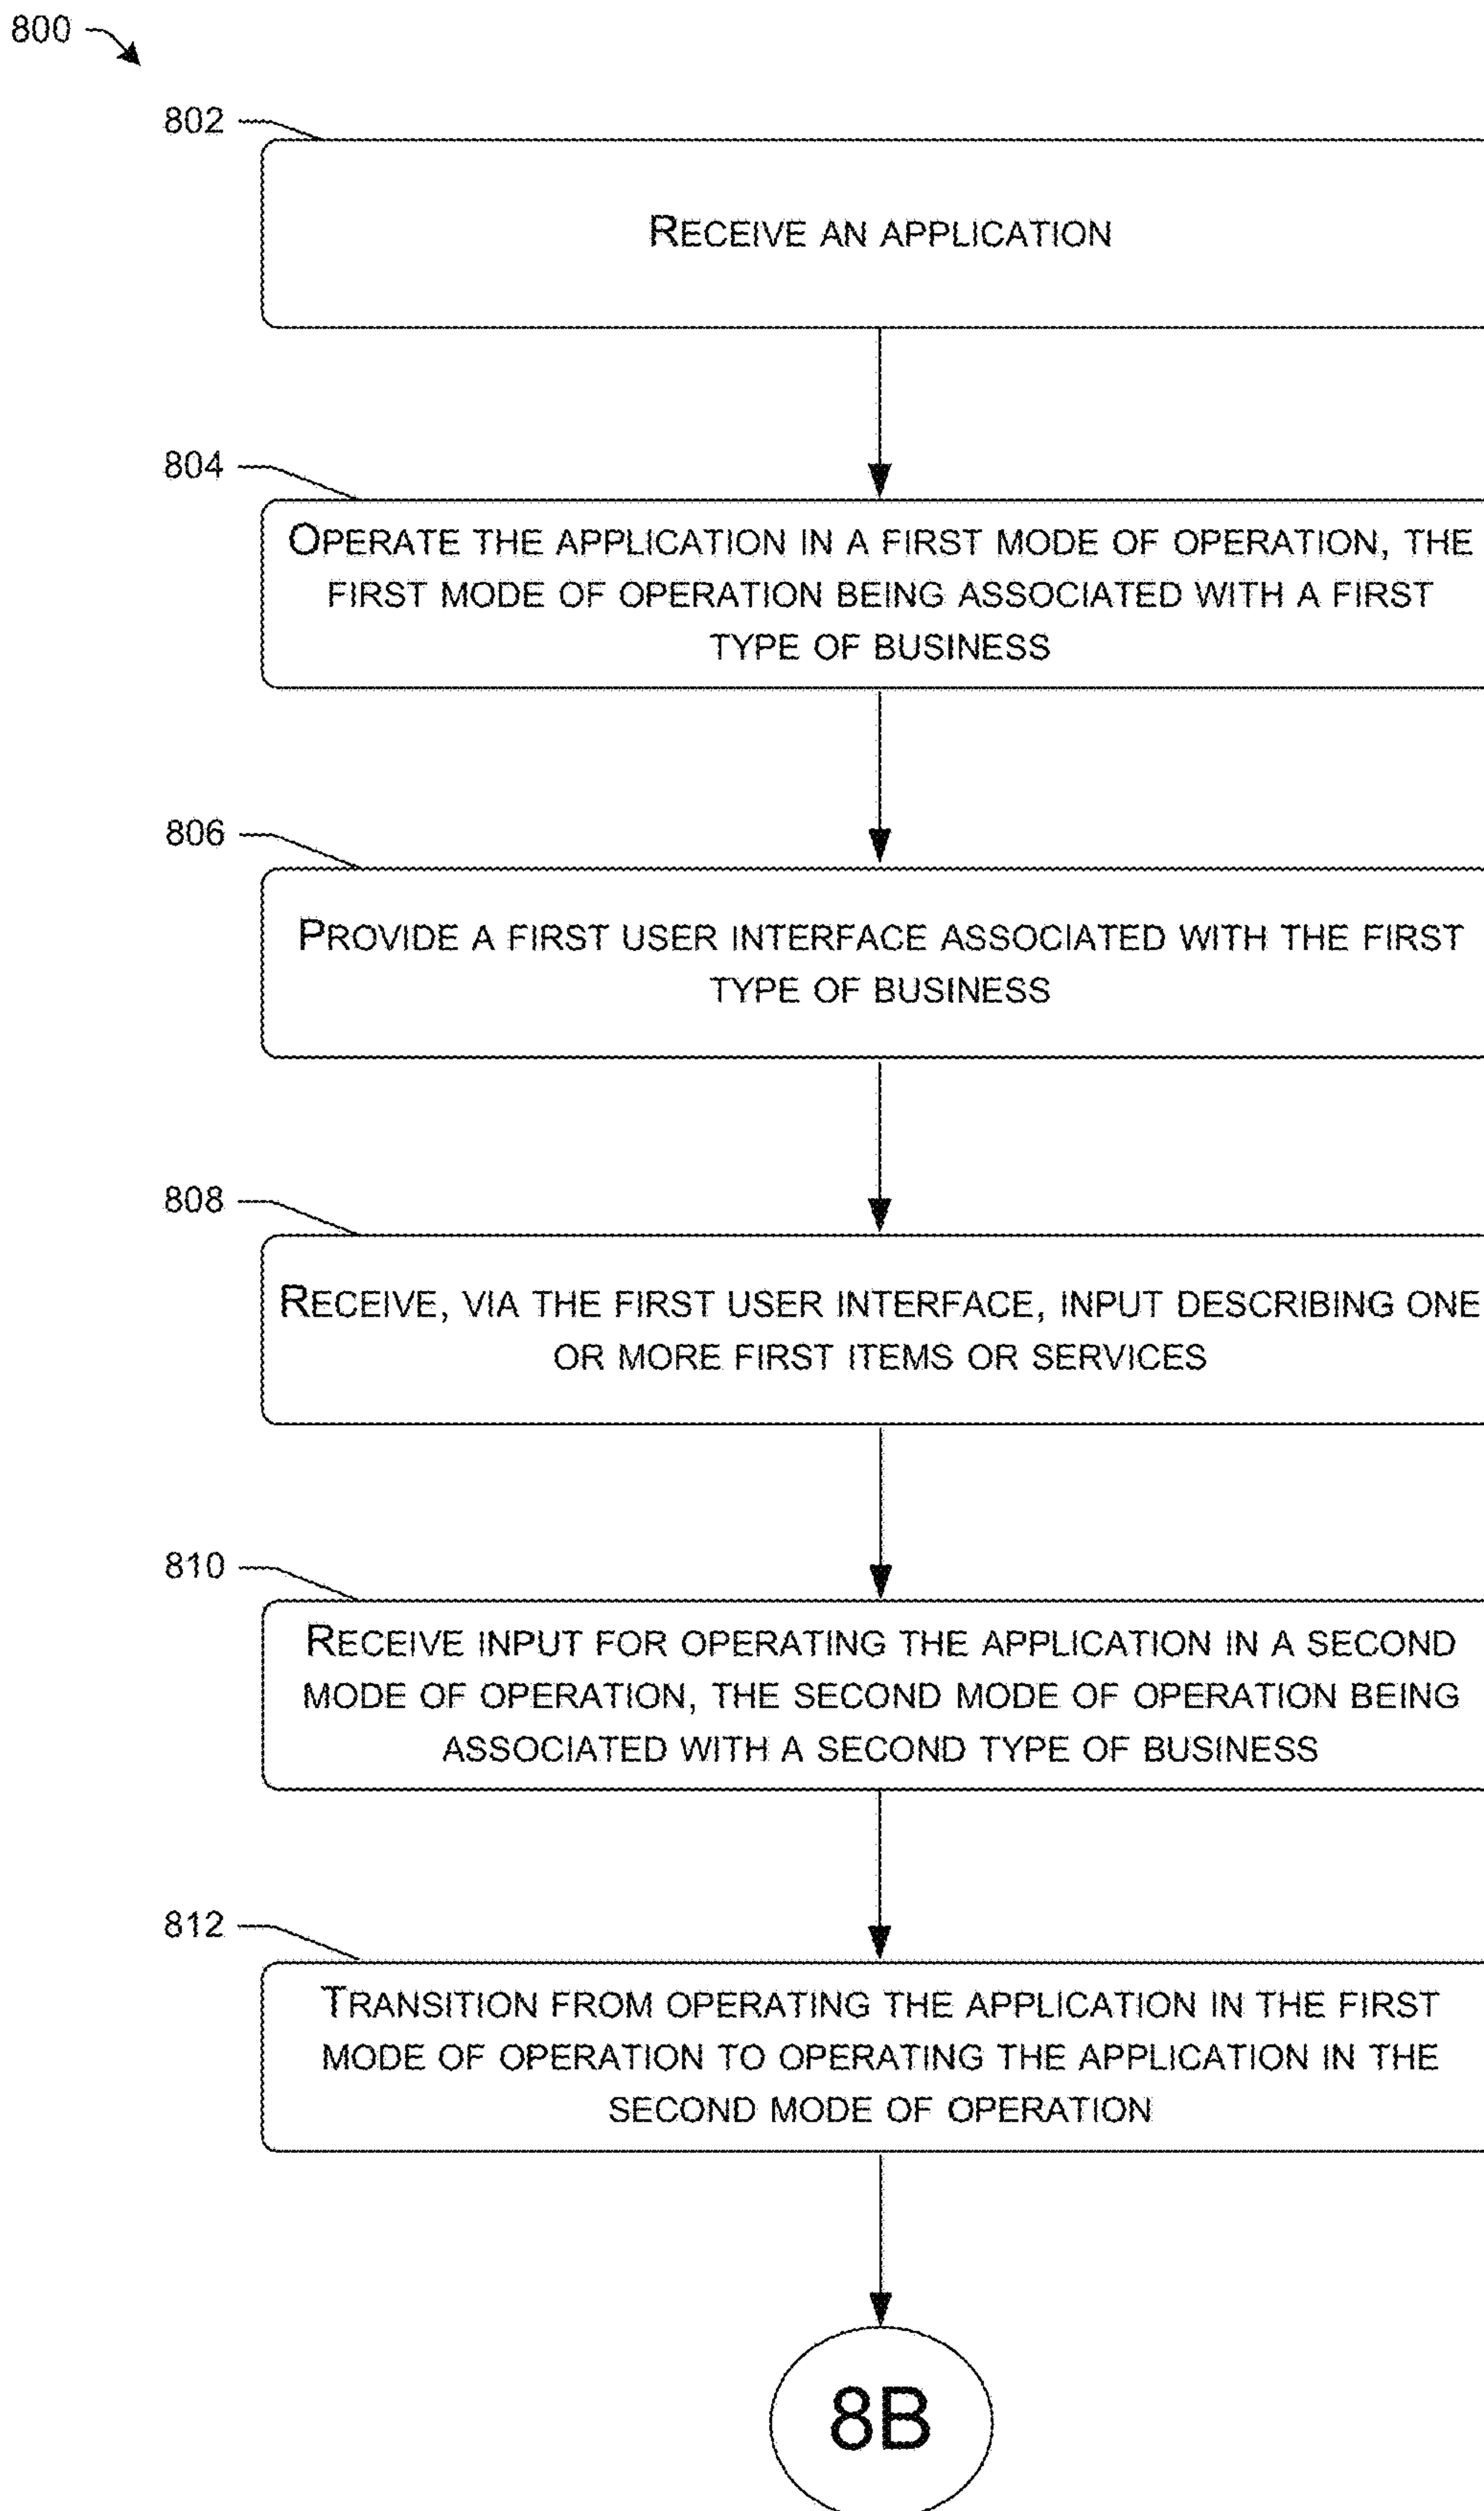 800
802
RECEIVE AN APPLICATION
804
OPERATE THE APPLICATION IN A FIRST MODE OF OPERATION, THE
FIRST MODE OF OPERATION BEING ASSOCIATED WITH A FIRST
TYPE OF BUSINESS
806
PROVIDE A FIRST USER INTERFACE ASSOCIATED WITH THE FIRST
TYPE OF BUSINESS
808
RECEIVE, VIA THE FIRST USER INTERFACE, INPUT DESCRIBING ONE
OR MORE FIRST ITEMS OR SERVICES
810
RECEIVE INPUT FOR OPERATING THE APPLICATION IN A SECOND
MODE OF OPERATION, THE SECOND MODE OF OPERATION BEING
ASSOCIATED WITH A SECOND TYPE OF BUSINESS
812
TRANSITION FROM OPERATING THE APPLICATION IN THE FIRST
MODE OF OPERATION TO OPERATING THE APPLICATION IN THE
SECOND MODE OF OPERATION
8B